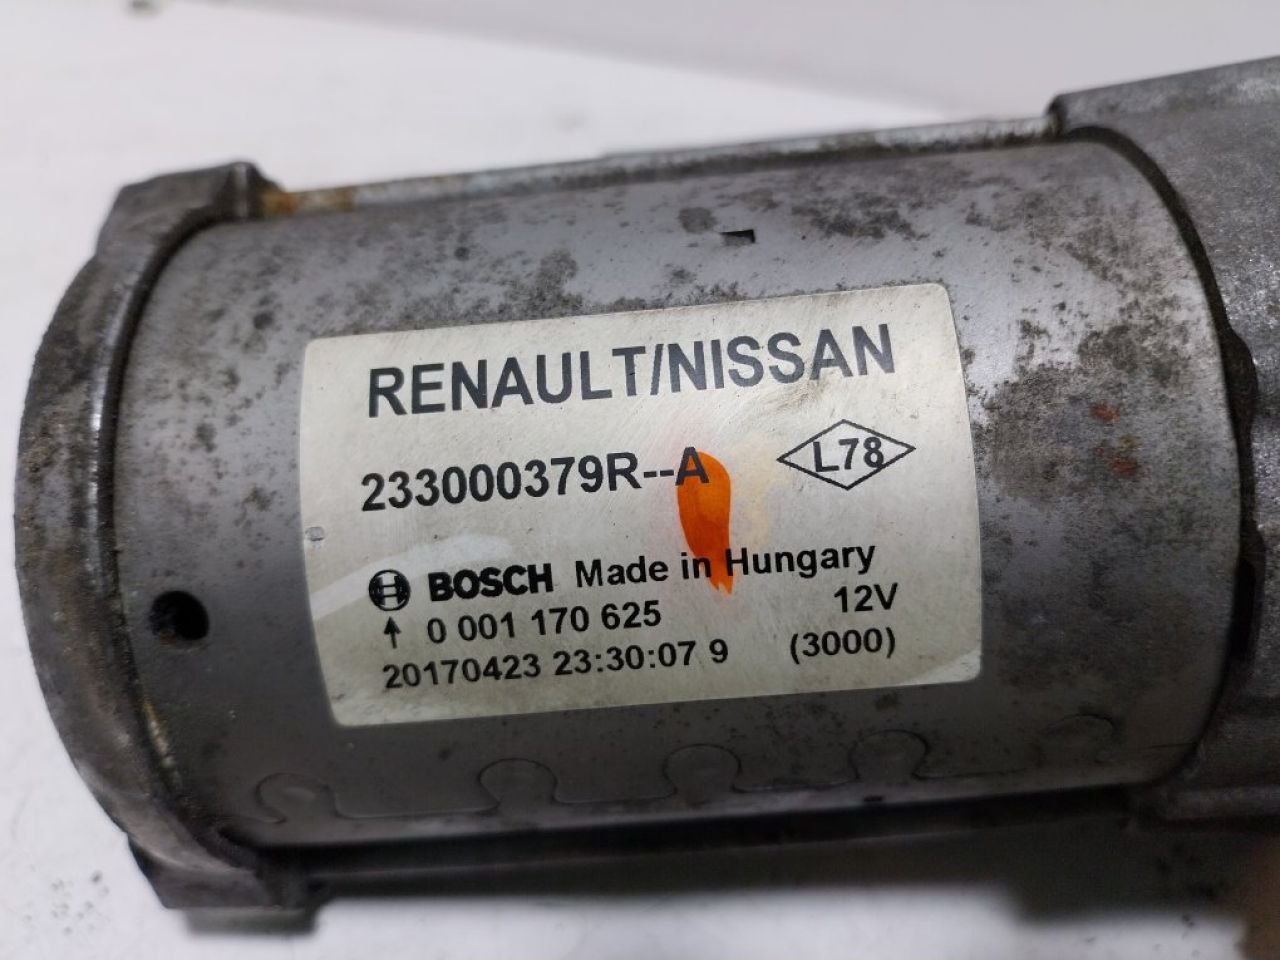 RENAULT/NISSAN
233000379R--A
L78
BOSCH Made in Hungary
0 001 170 625 12V
20170423 23:30:07 9 (3000)